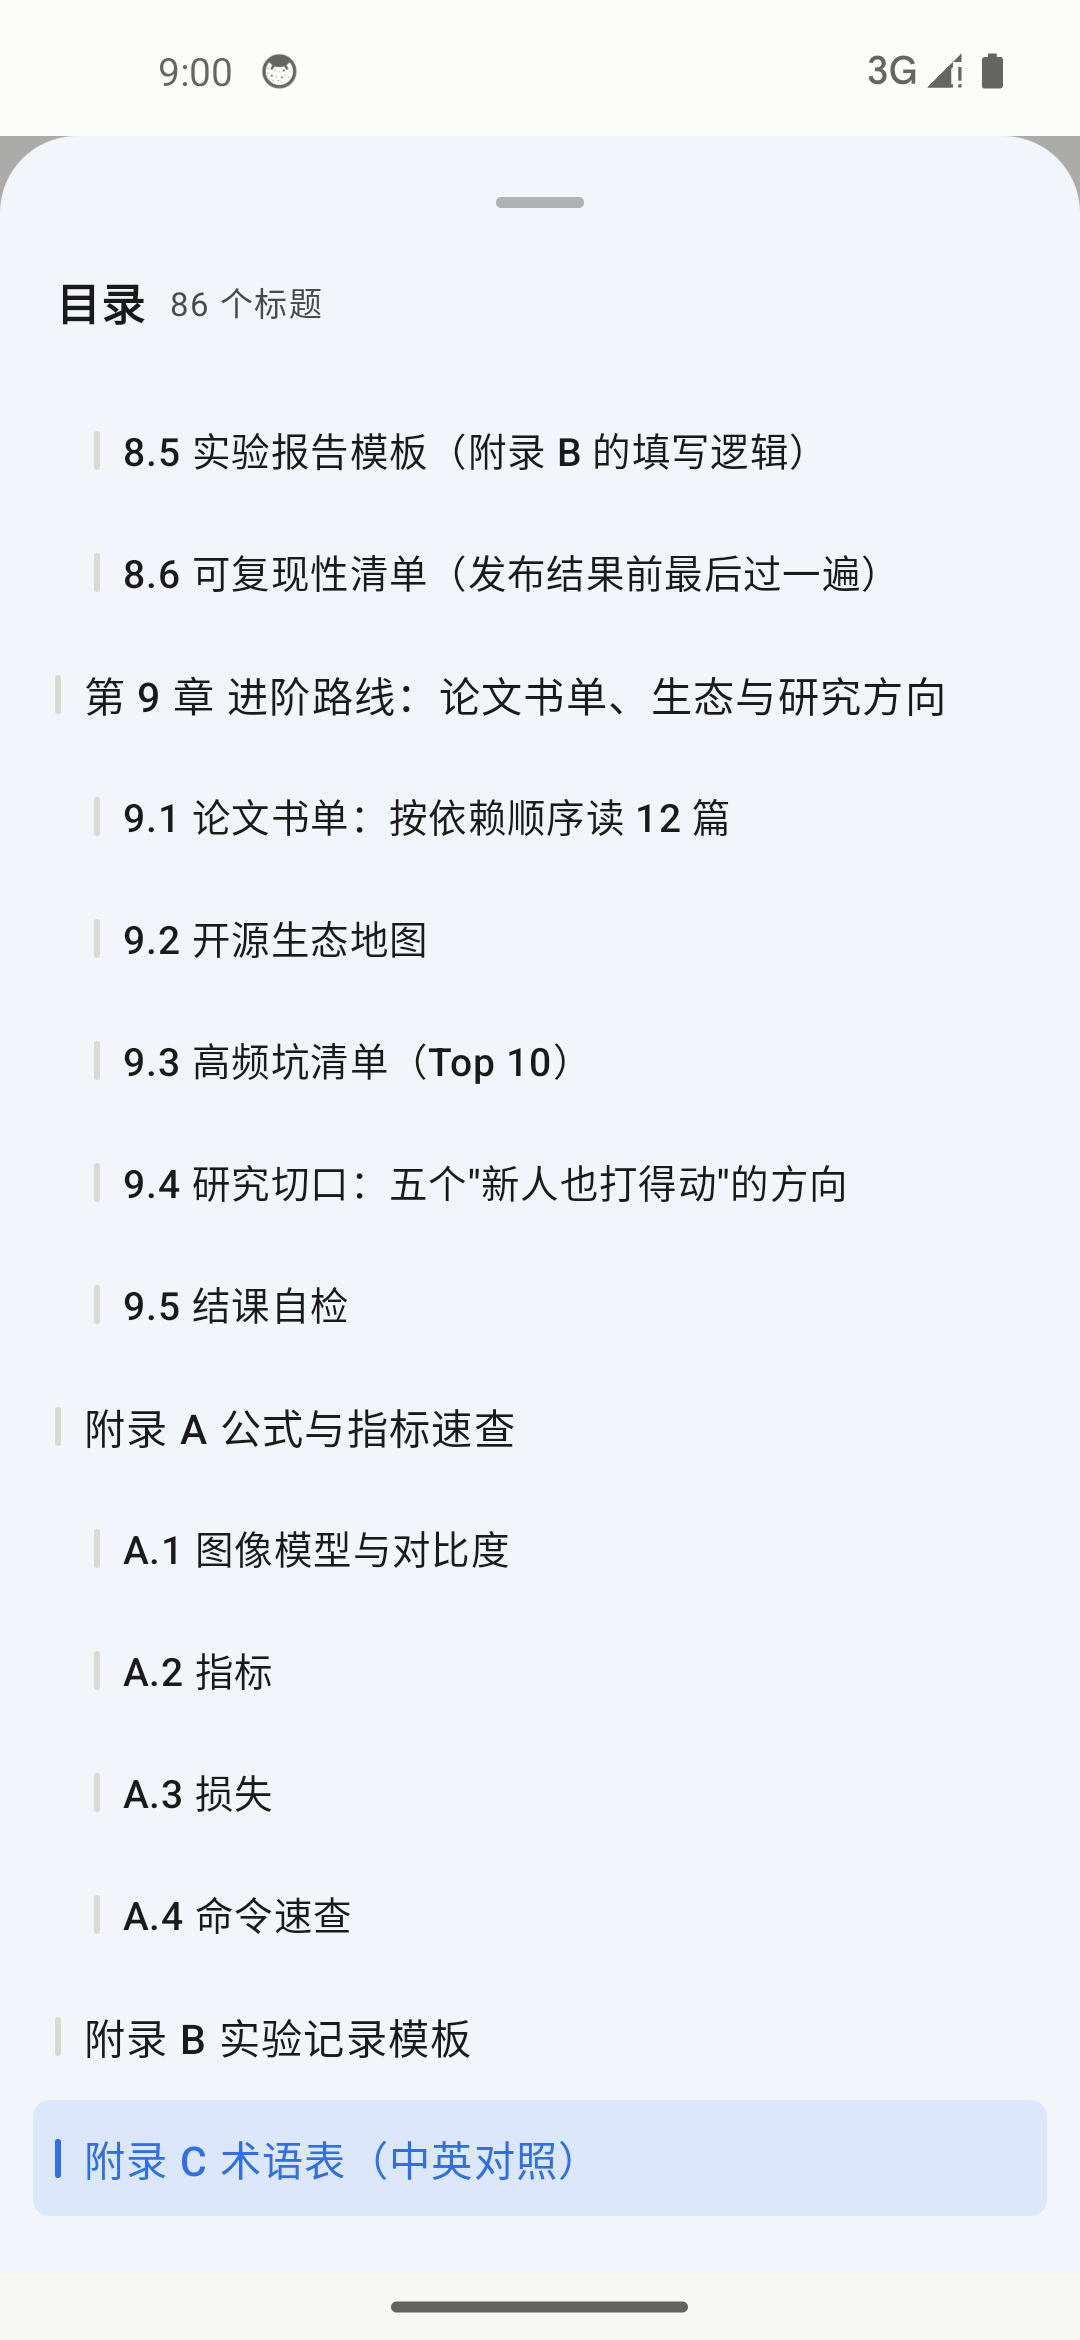 9:00
3G
目录 86 个标题
8.5 实验报告模板（附录 B 的填写逻辑）
8.6 可复现性清单（发布结果前最后过一遍）
第 9 章 进阶路线：论文书单、生态与研究方向
9.1 论文书单：按依赖顺序读 12 篇
9.2 开源生态地图
9.3 高频坑清单（Top 10）
9.4 研究切口：五个"新人也打得动"的方向
9.5 结课自检
附录 A 公式与指标速查
A.1 图像模型与对比度
A.2 指标
A.3 损失
A.4 命令速查
附录 B 实验记录模板
附录 C 术语表（中英对照）